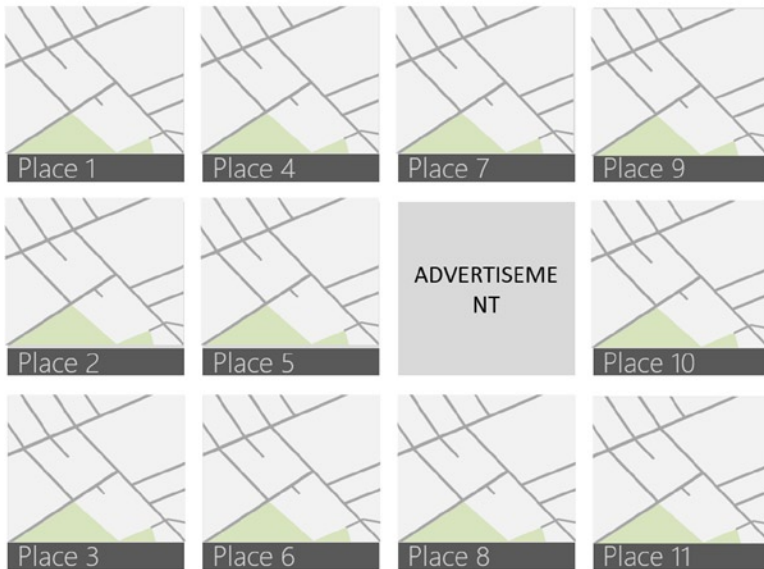 Place 1
Place 4
Place 7
Place 9
Place 2
Place 5
ADVERTISEME
NT
Place 10
Place 3
Place 6
Place 8
Place 11